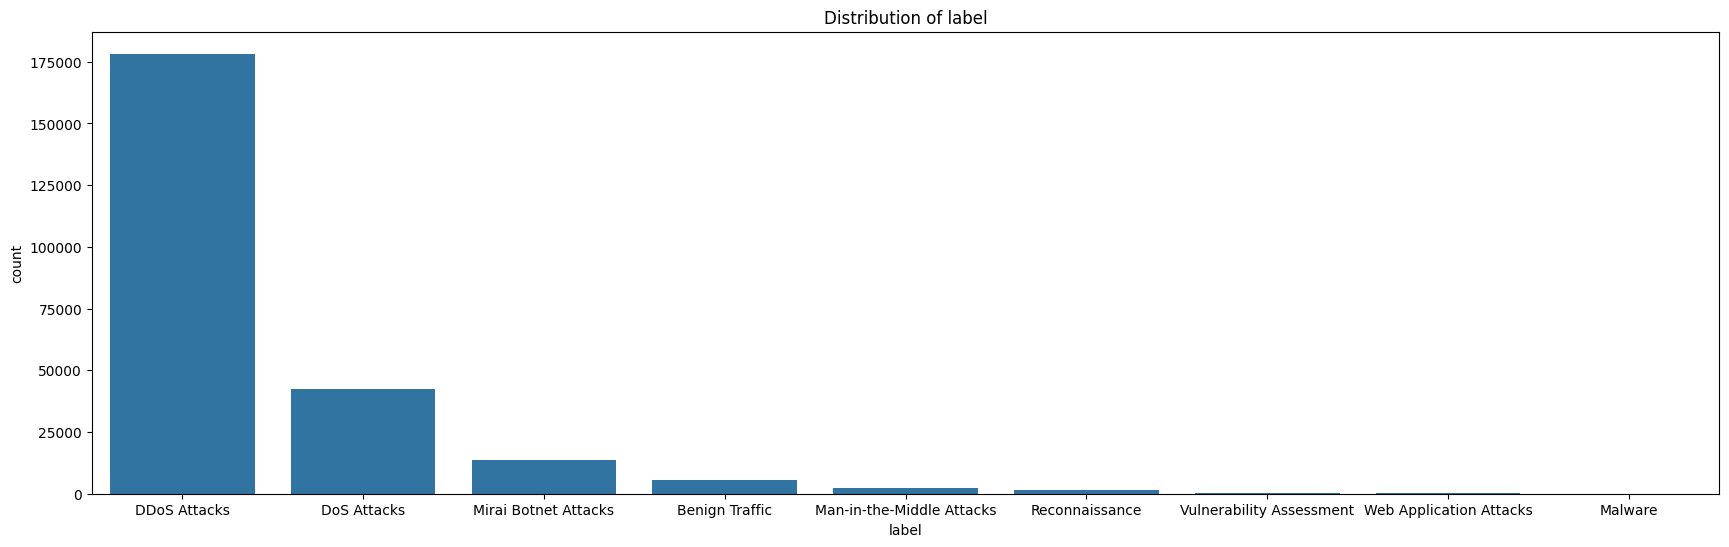 Distribution of label
175000
150000
125000
100000
75000
50000
25000
0
count
DDoS Attacks DoS Attacks Mirai Botnet Attacks Benign Traffic Man-in-the-Middle Attacks Reconnaissance Vulnerability Assessment Web Application Attacks Malware
label